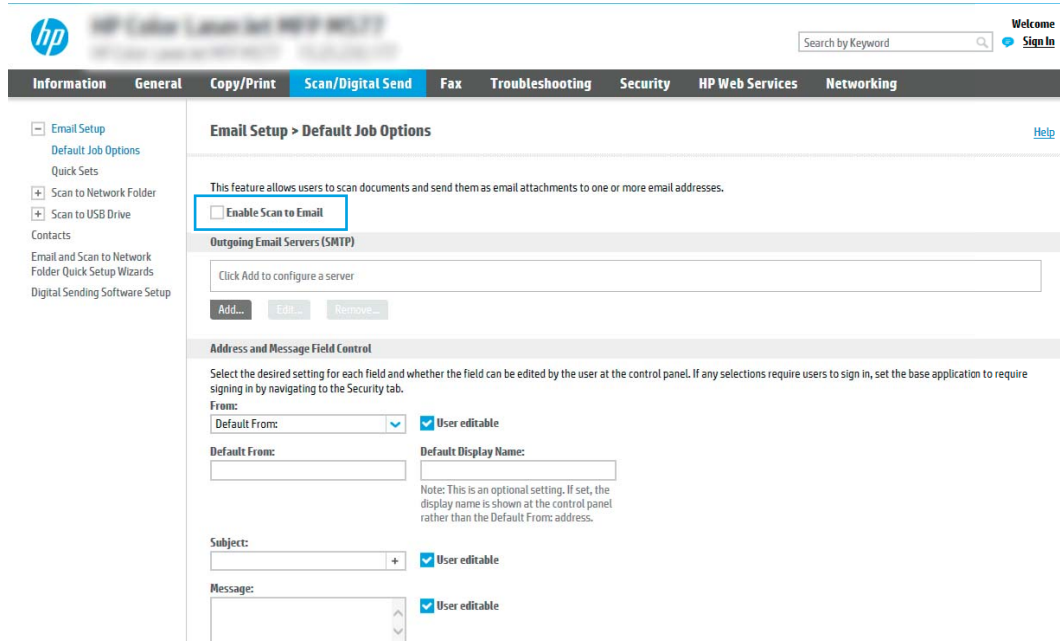 hp
HP Color LaserJet MFP M577
Welcome
Search by Keyword
Sign In
Information General Copy/Print Scan/Digital Send Fax Troubleshooting Security HP Web Services Networking
Email Setup
Default Job Options
Quick Sets
Scan to Network Folder
Scan to USB Drive
Contacts
Email and Scan to Network
Folder Quick Setup Wizards
Digital Sending Software Setup
Email Setup > Default Job Options
Help
This feature allows users to scan documents and send them as email attachments to one or more email addresses.
Enable Scan to Email
Outgoing Email Servers (SMTP)
Click Add to configure a server
Add... Edit... Remove...
Address and Message Field Control
Select the desired setting for each field and whether the field can be edited by the user at the control panel. If any selections require users to sign in, set the base application to require
signing in by navigating to the Security tab.
From:
Default From: User editable
Default From: Default Display Name:
Note: This is an optional setting. If set, the
display name is shown at the control panel
rather than the Default From: address.
Subject:
User editable
Message:
User editable